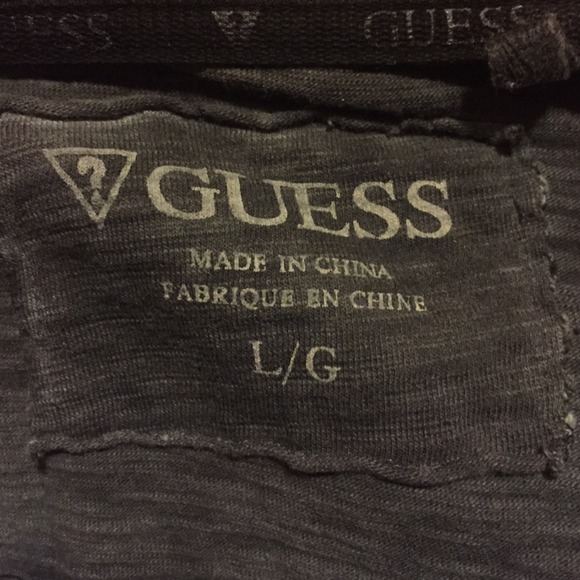 GUESS
? GUESS
MADE IN CHINA
FABRIQUE EN CHINE
L/G